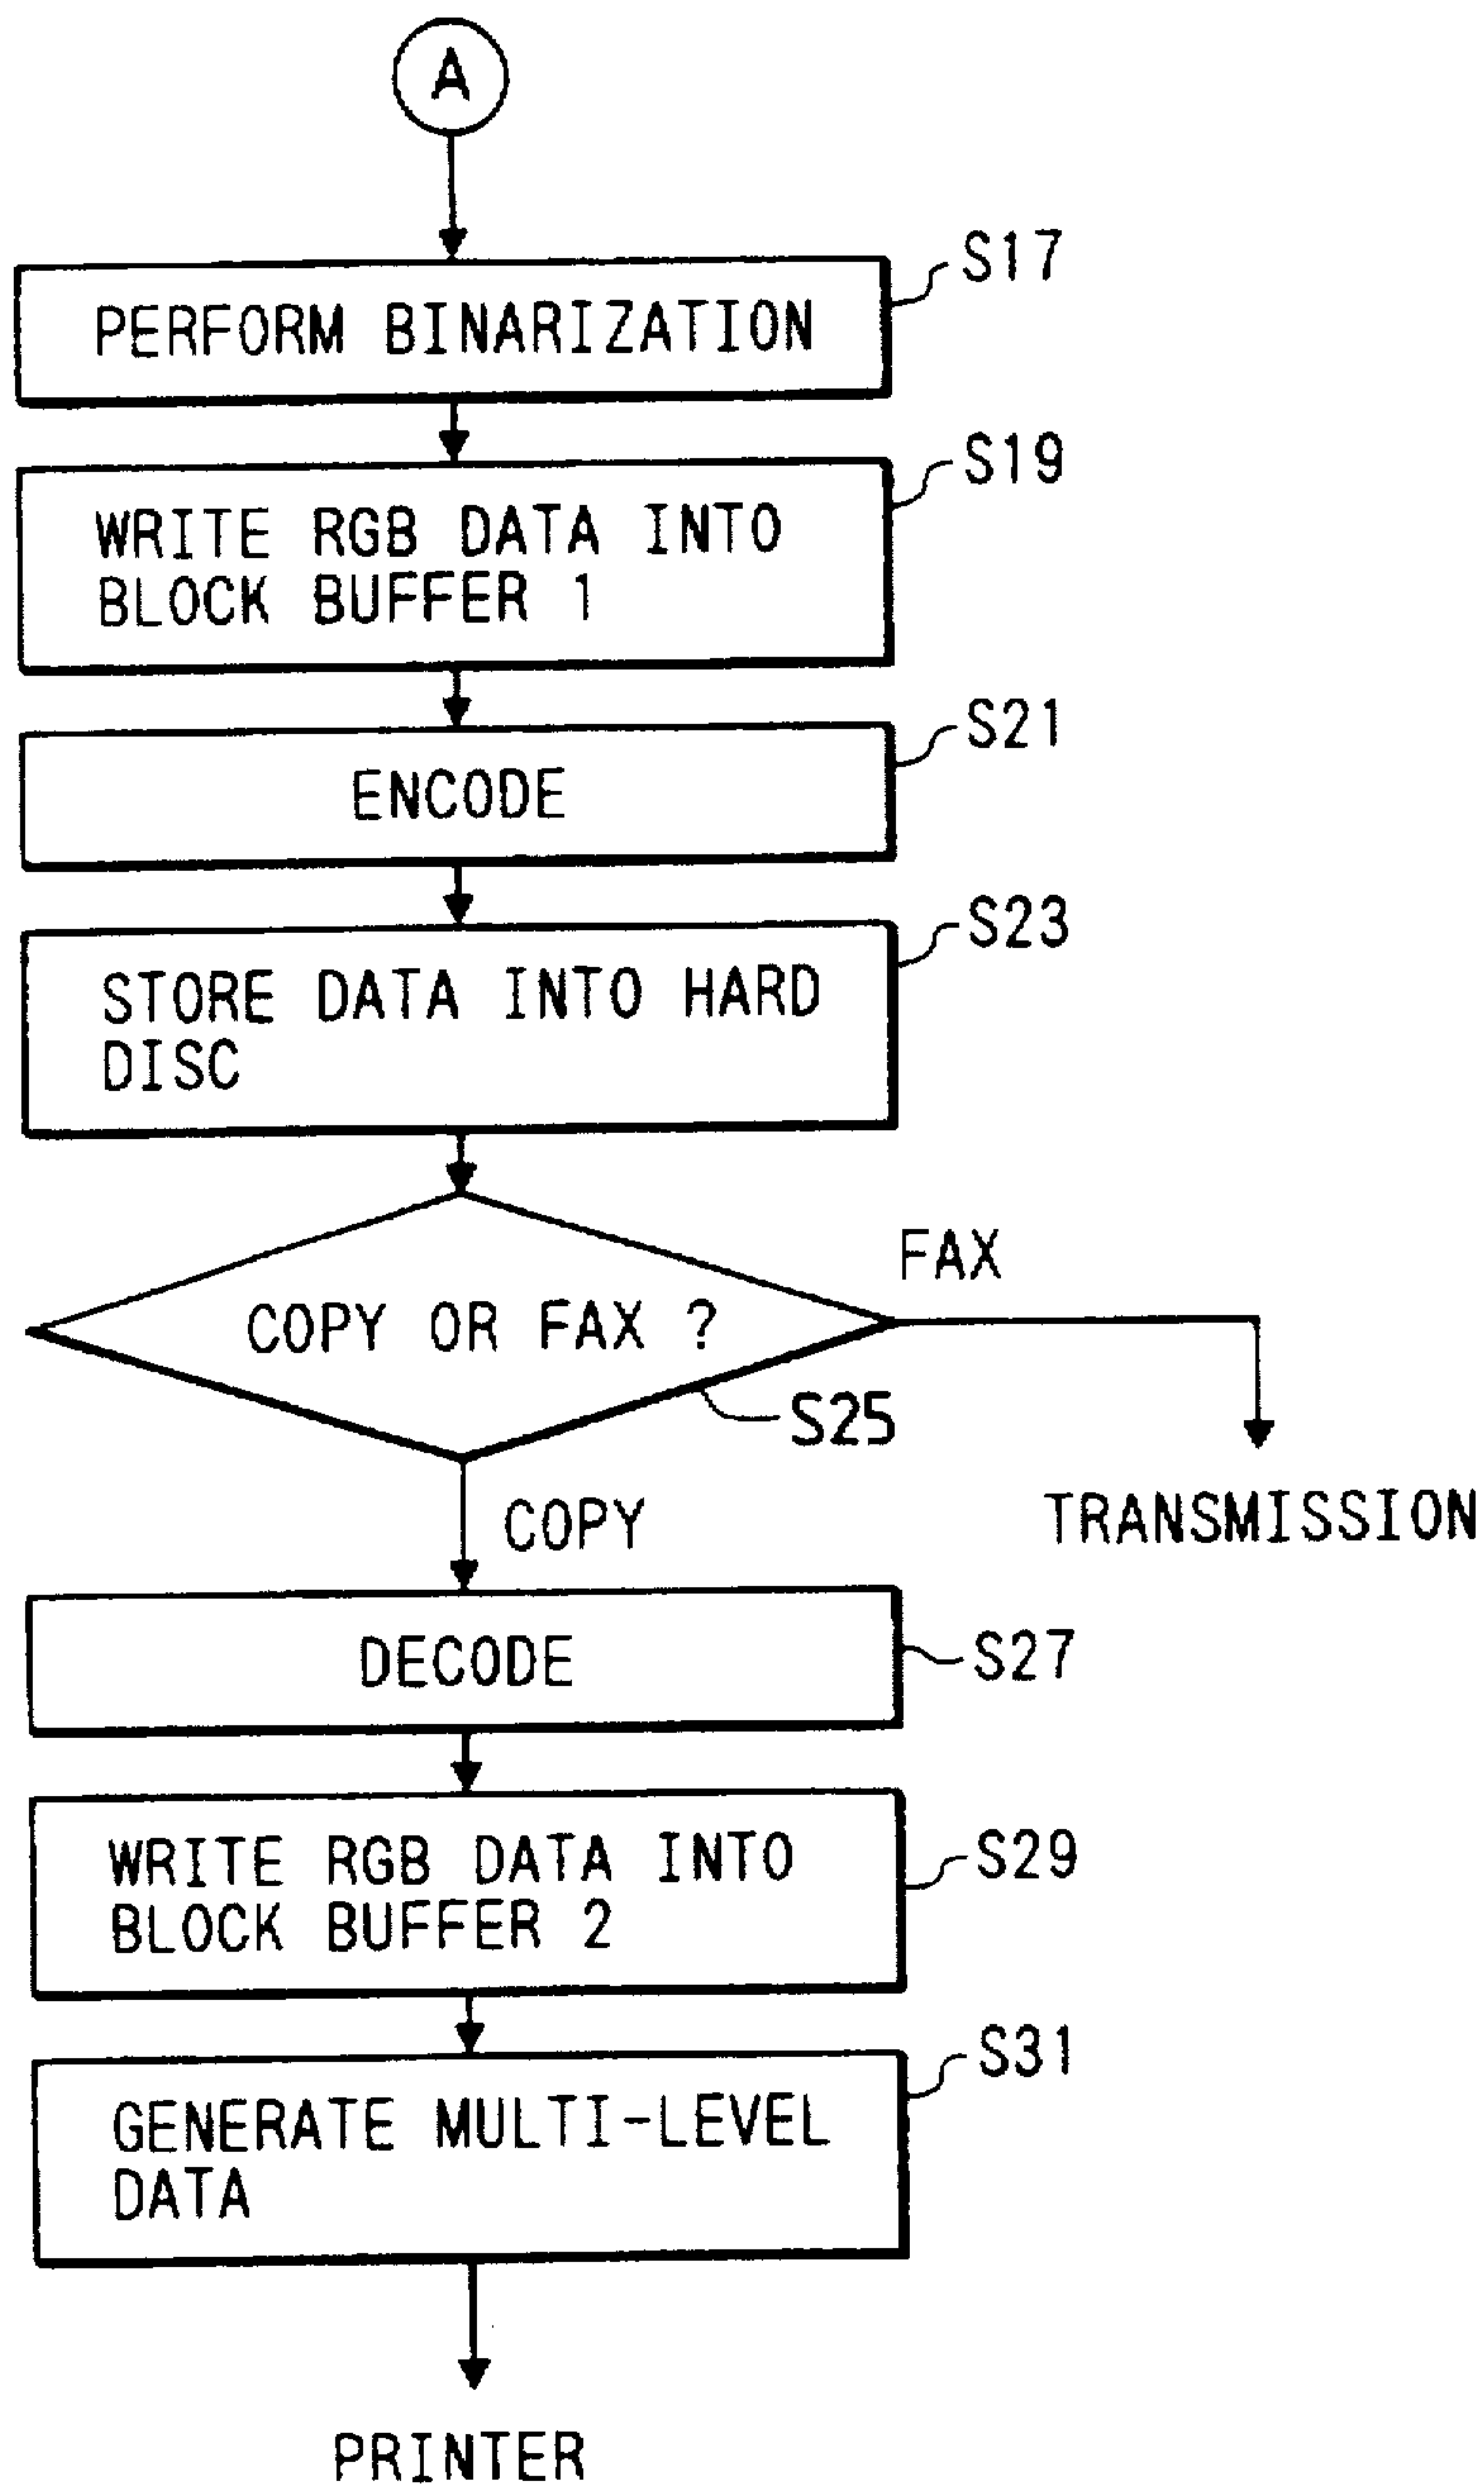 A
S17
PERFORM BINARIZATION
S19
WRITE RGB DATA INTO
BLOCK BUFFER 1
S21
ENCODE
S23
STORE DATA INTO HARD
DISC
FAX
COPY OR FAX ?
S25
COPY
TRANSMISSION
DECODE
S27
WRITE RGB DATA INTO
BLOCK BUFFER 2
S29
S31
GENERATE MULTI-LEVEL
DATA
PRINTER